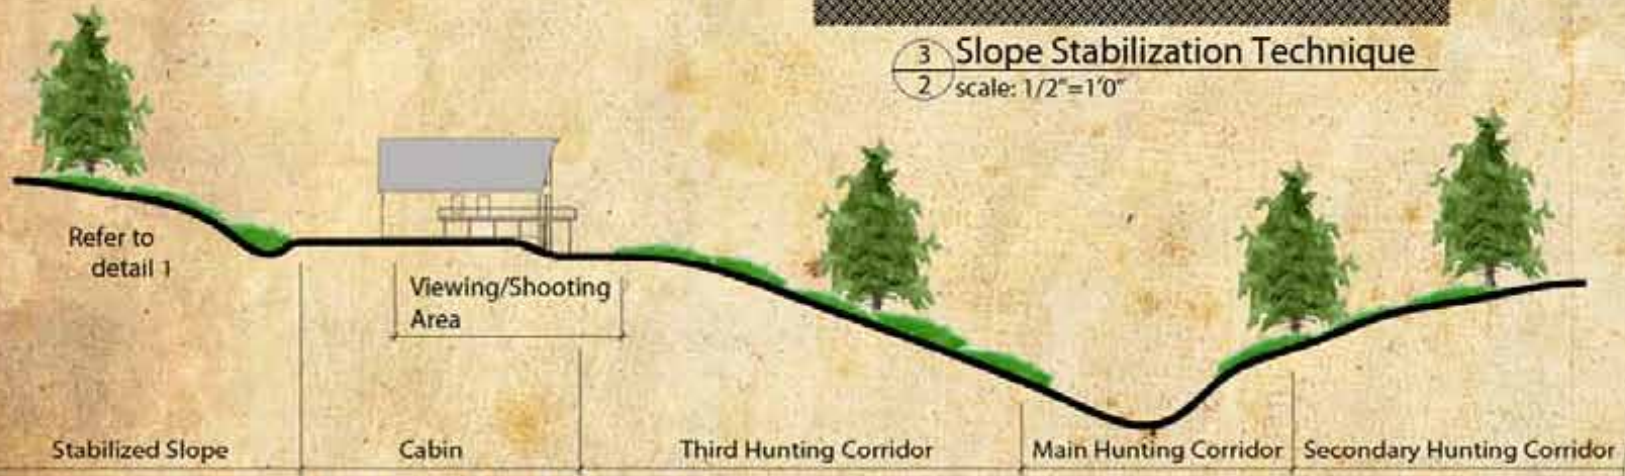 3
2
Slope Stabilization Technique
scale: 1/2"=1'0"
Refer to
detail 1
Viewing/Shooting
Area
Stabilized Slope
Cabin
Third Hunting Corridor
Main Hunting Corridor
Secondary Hunting Corridor